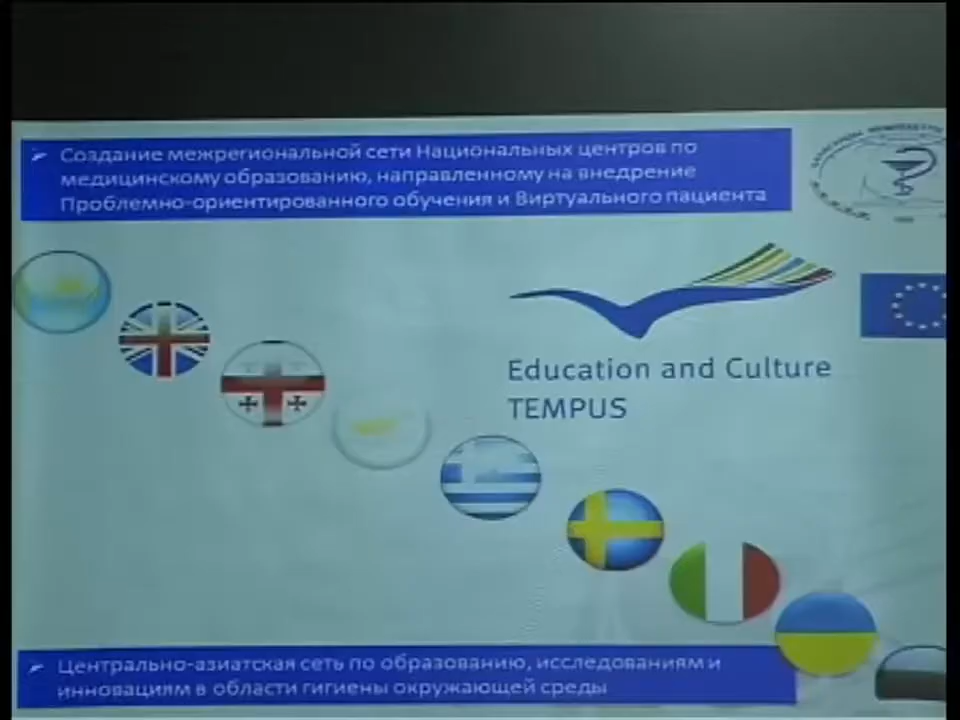 Создание межрегиональной сети Национальных центров по
медицинскому образованию, направленному на внедрение
Проблемно-ориентированного обучения и Виртуального пациента
Education and Culture
TEMPUS
Центрально-азиатская сеть по образованию, исследованиям и
инновациям в области гигиены окружающей среды